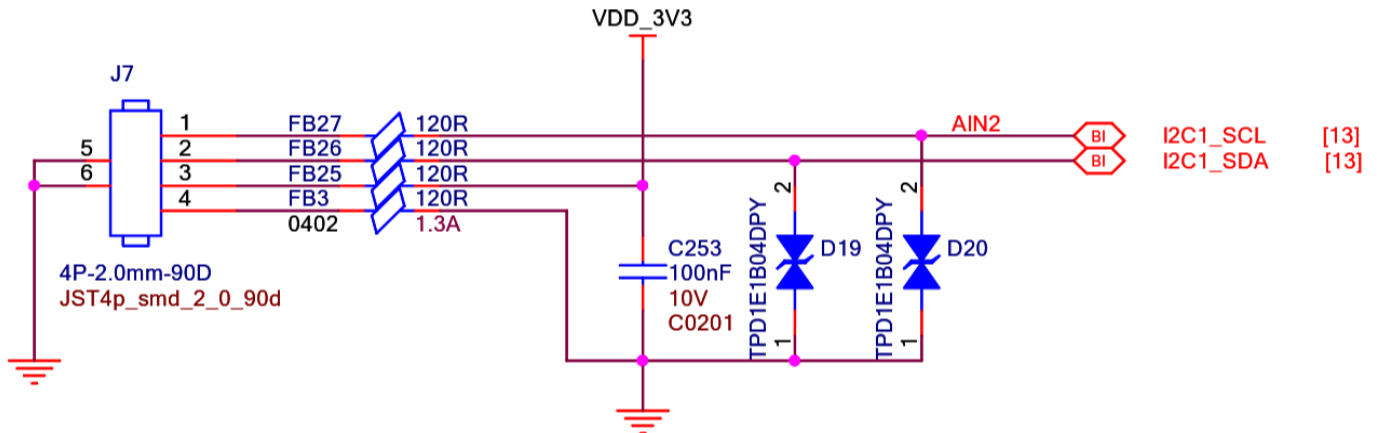 VDD_3V3
J7
1 FB27 120R AIN2 BI I2C1_SCL [13]
5 2 FB26 120R BI I2C1_SDA [13]
6 3 FB25 120R
4 FB3 120R
0402 1.3A
2 2
4P-2.0mm-90D
JST4p_smd_2_0_90d
C253
100nF
10V
C0201
TPD1E1B04DPY D19
TPD1E1B04DPY D20
1 1